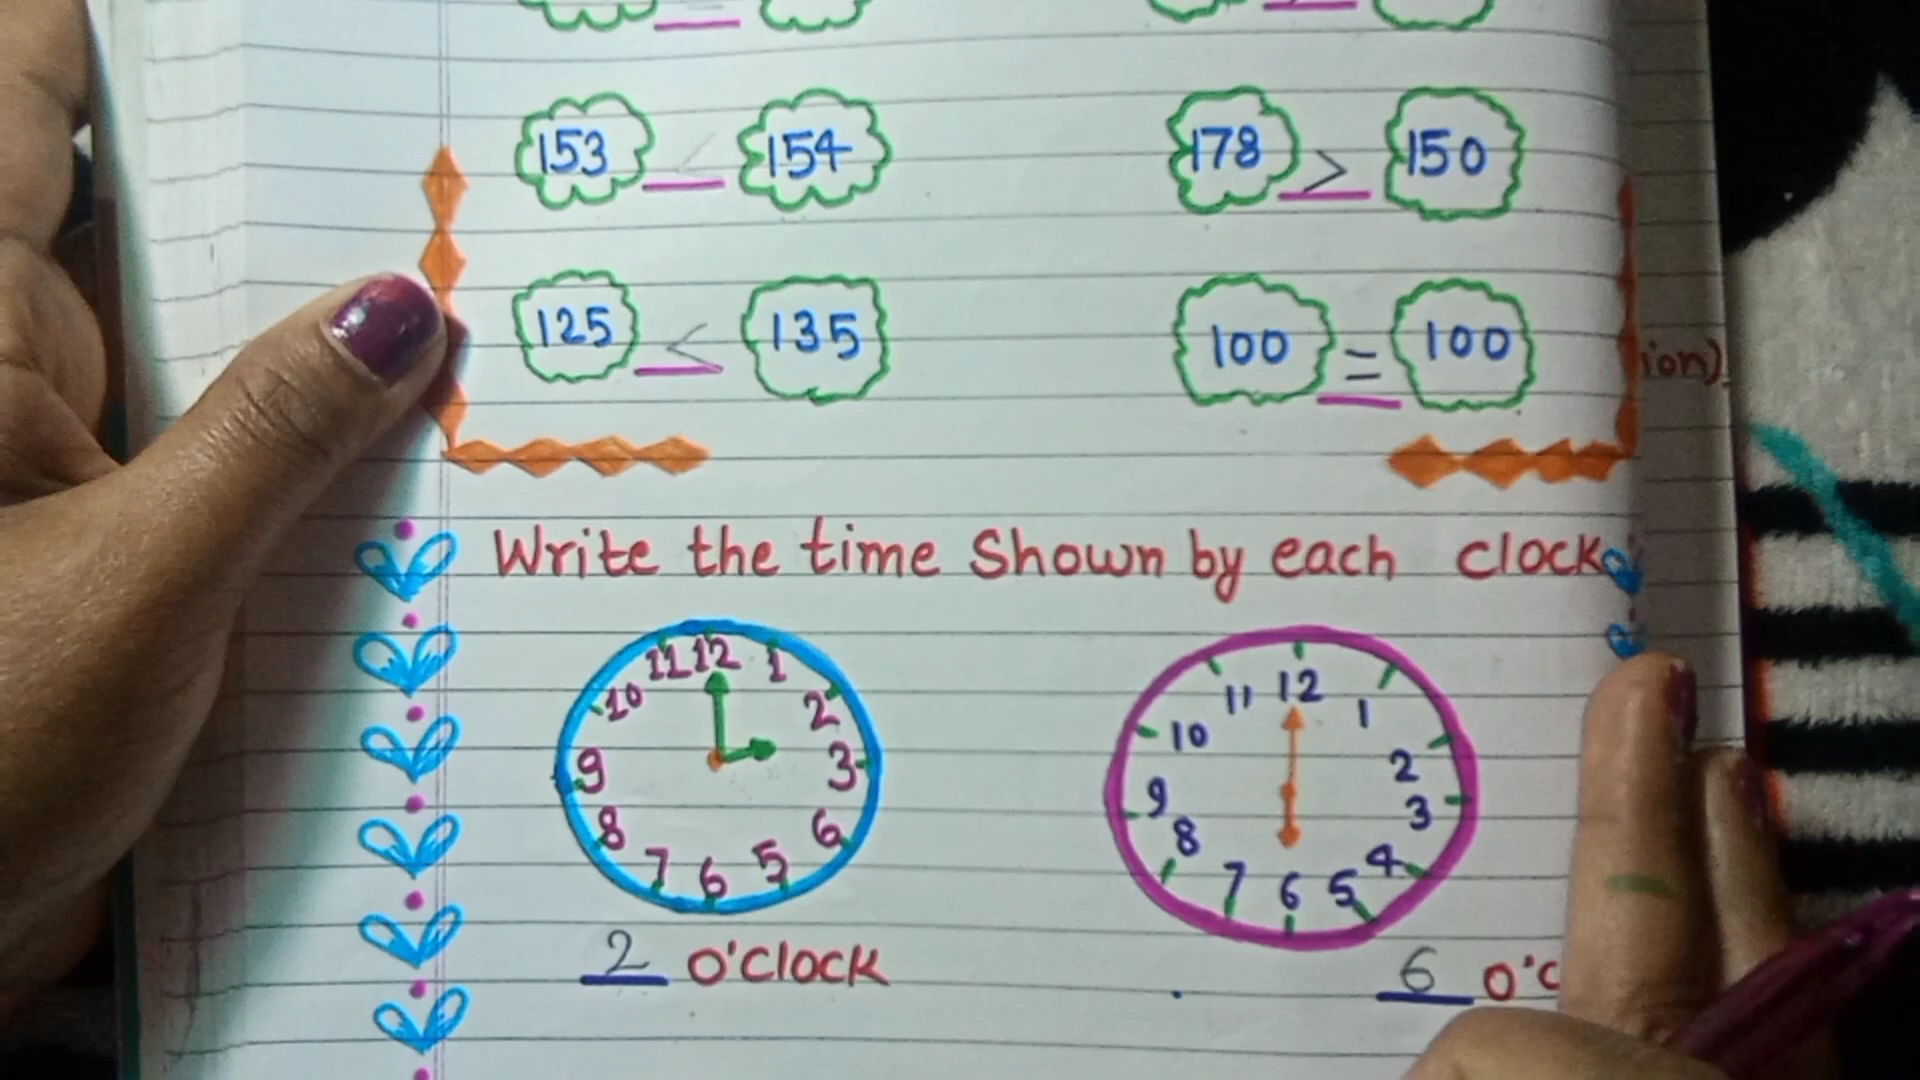 153 < 154 178 > 150
125 < 135 100 = 100
ion)
Write the time Shown by each clock
11 12 1
10 2
9 3
8 6
7 6 5
11 12 1
10 2
9 3
8 4
7 6 5
2 O'Clock 6 O'C